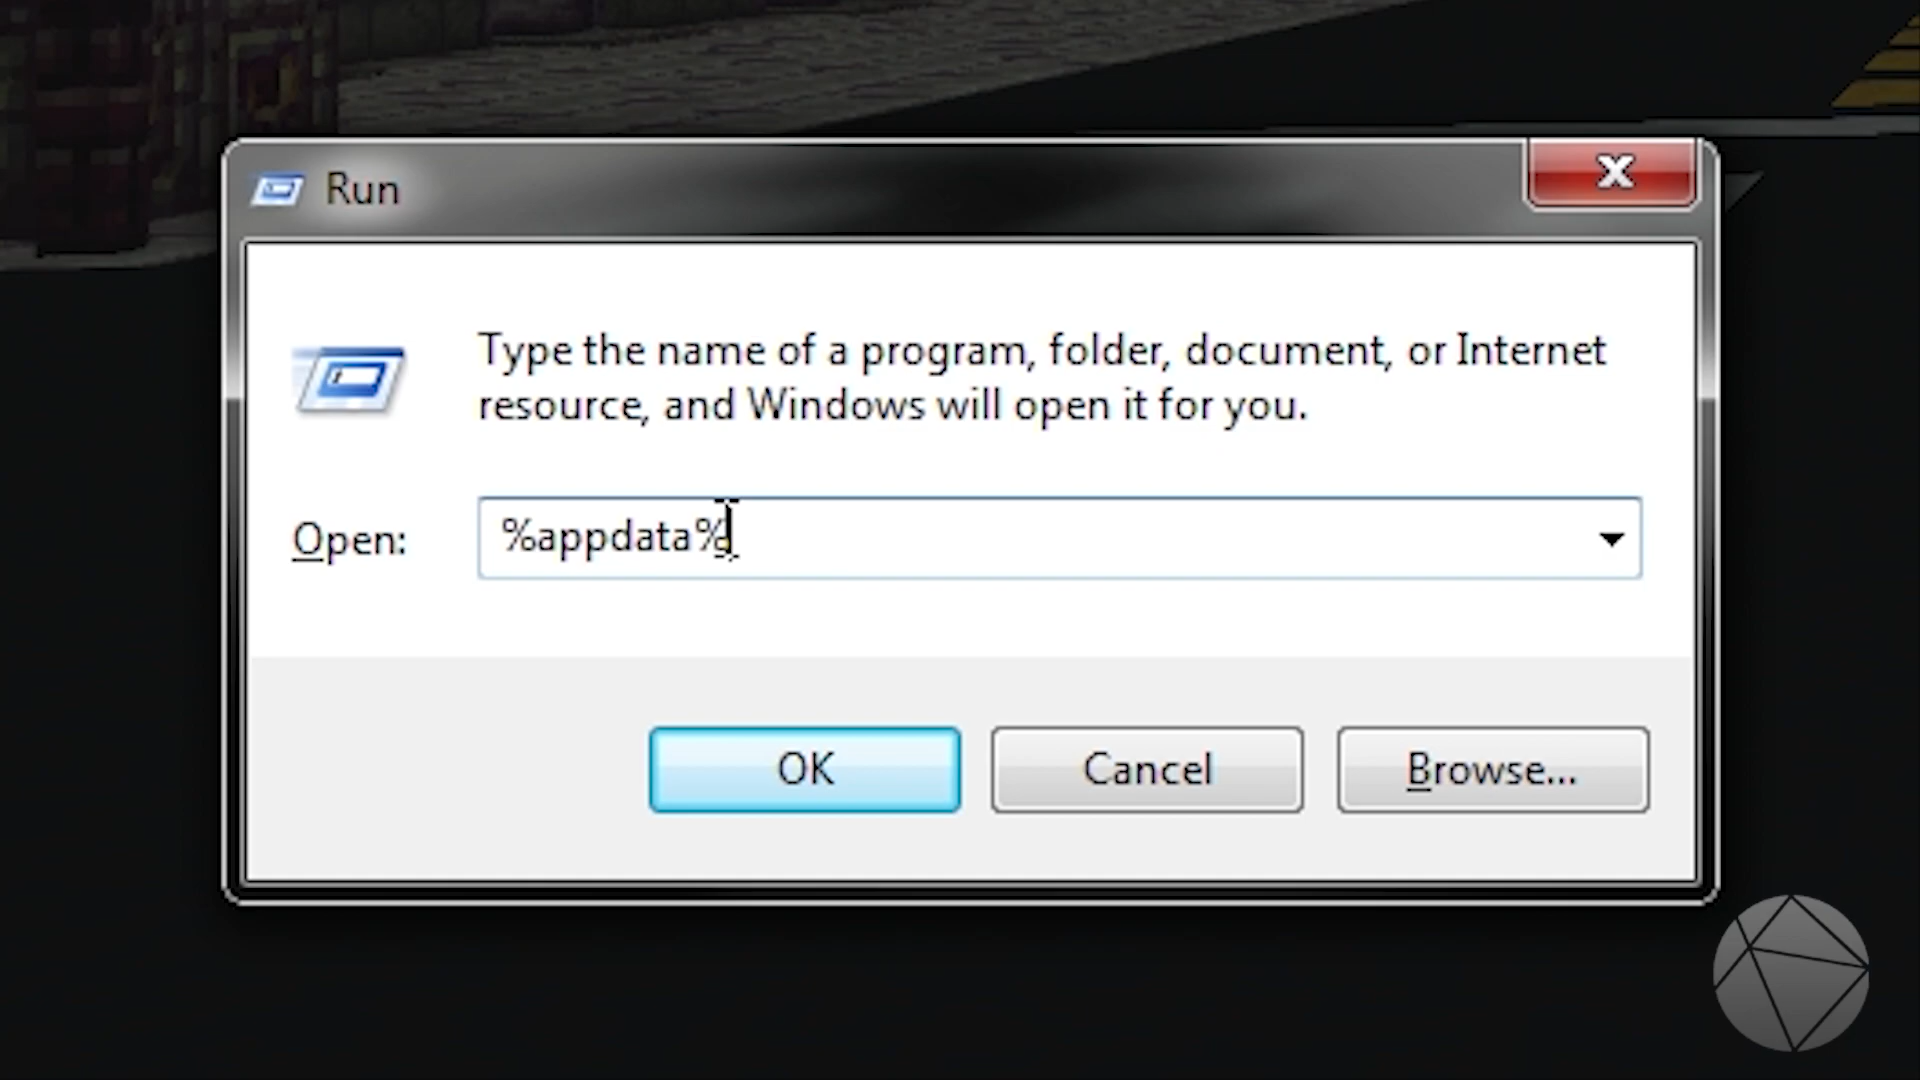 Run
Type the name of a program, folder, document, or Internet
resource, and Windows will open it for you.
Open: %appdata%
OK Cancel Browse...